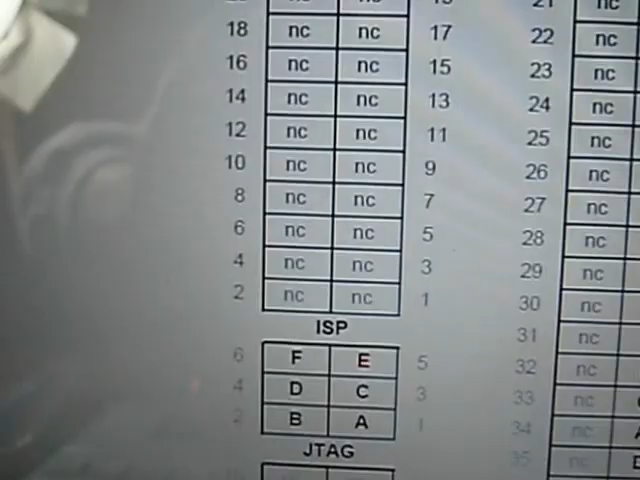 18 nc nc 17 22 nc
16 nc nc 15 23 nc
14 nc nc 13 24 nc
12 nc nc 11 25 nc
10 nc nc 9 26 nc
8 nc nc 7 27 nc
6 nc nc 5 28 nc
4 nc nc 3 29 nc
2 nc nc 1 30 nc
ISP 31 nc
6 F E 5 32 nc
4 D C 3 33 nc
2 B A 1 34 nc
JTAG 35 nc